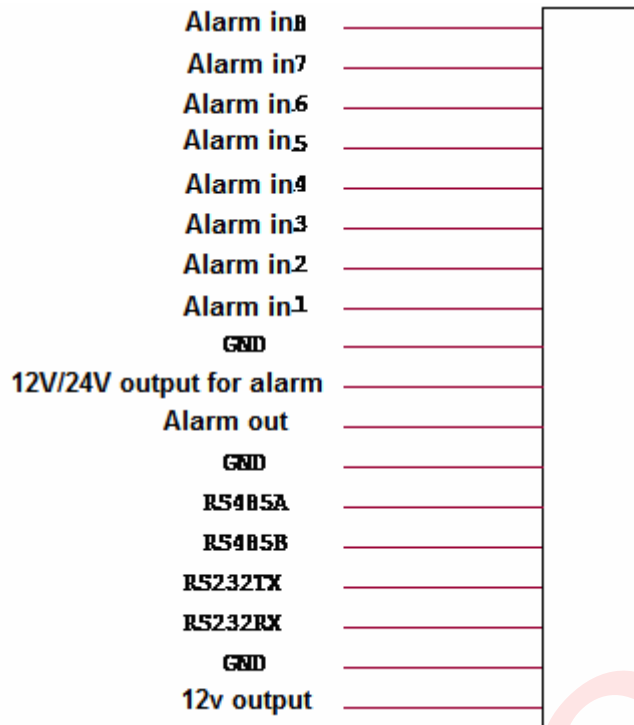 Alarm in8
Alarm in7
Alarm in6
Alarm in5
Alarm in4
Alarm in3
Alarm in2
Alarm in1
GND
12V/24V output for alarm
Alarm out
GND
RS485A
RS485B
RS232TX
RS232RX
GND
12v output